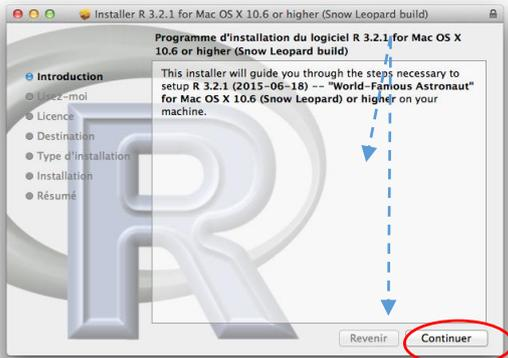 Installer R 3.2.1 for Mac OS X 10.6 or higher (Snow Leopard build)
Programme d'installation du logiciel R 3.2.1 for Mac OS X
10.6 or higher (Snow Leopard build)
Introduction
Lisez-moi
Licence
Destination
Type d'installation
Installation
Résumé
This installer will guide you through the steps necessary to
setup R 3.2.1 (2015-06-18) -- "World-Famous Astronaut"
for Mac OS X 10.6 (Snow Leopard) or higher on your
machine.
R
Revenir
Continuer